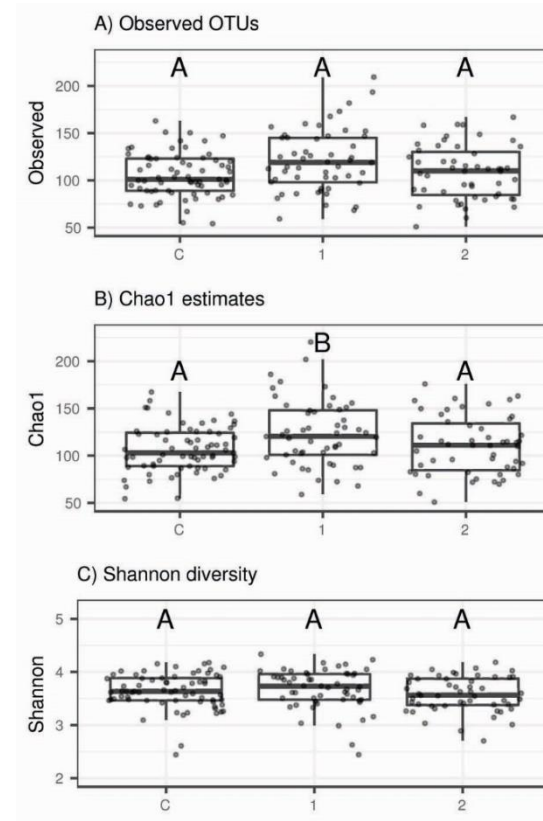 A) Observed OTUs
A A A
200
150
100
50
Observed
C 1 2
B) Chao1 estimates
A B A
200
150
100
50
Chao1
C 1 2
C) Shannon diversity
A A A
5
4
3
2
Shannon
C 1 2